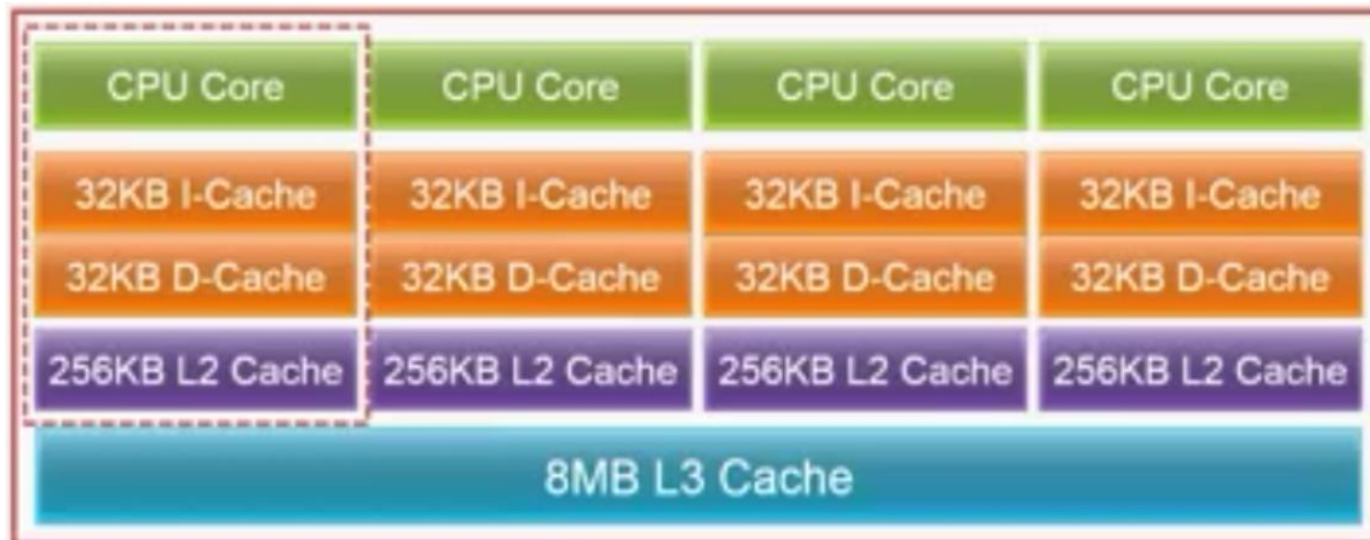 CPU Core CPU Core CPU Core CPU Core
32KB I-Cache 32KB I-Cache 32KB I-Cache 32KB I-Cache
32KB D-Cache 32KB D-Cache 32KB D-Cache 32KB D-Cache
256KB L2 Cache 256KB L2 Cache 256KB L2 Cache 256KB L2 Cache
8MB L3 Cache